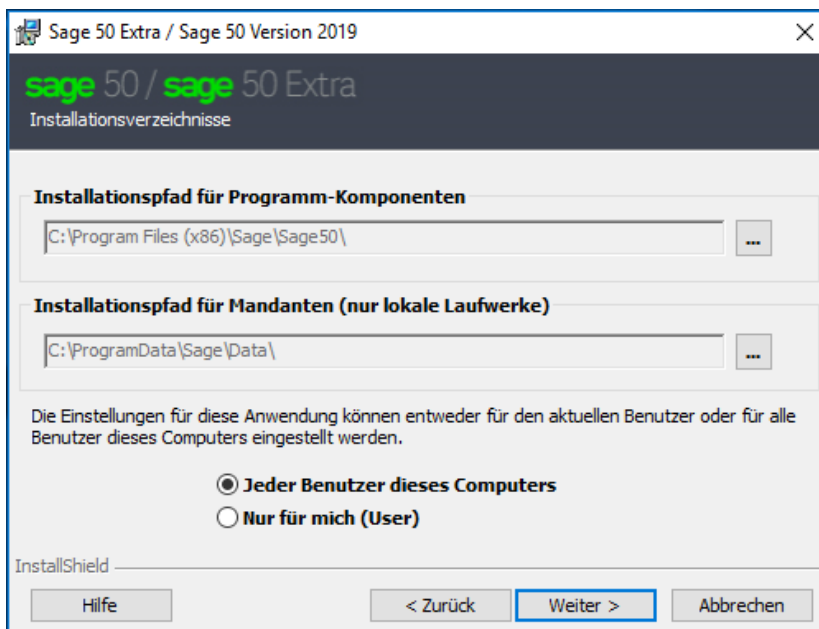 Sage 50 Extra / Sage 50 Version 2019
sage 50 / sage 50 Extra
Installationsverzeichnisse
Installationspfad für Programm-Komponenten
C:\Program Files (x86)\Sage\Sage50\
...
Installationspfad für Mandanten (nur lokale Laufwerke)
C:\ProgramData\Sage\Data\
...
Die Einstellungen für diese Anwendung können entweder für den aktuellen Benutzer oder für alle
Benutzer dieses Computers eingestellt werden.
Jeder Benutzer dieses Computers
Nur für mich (User)
InstallShield
Hilfe
< Zurück
Weiter >
Abbrechen